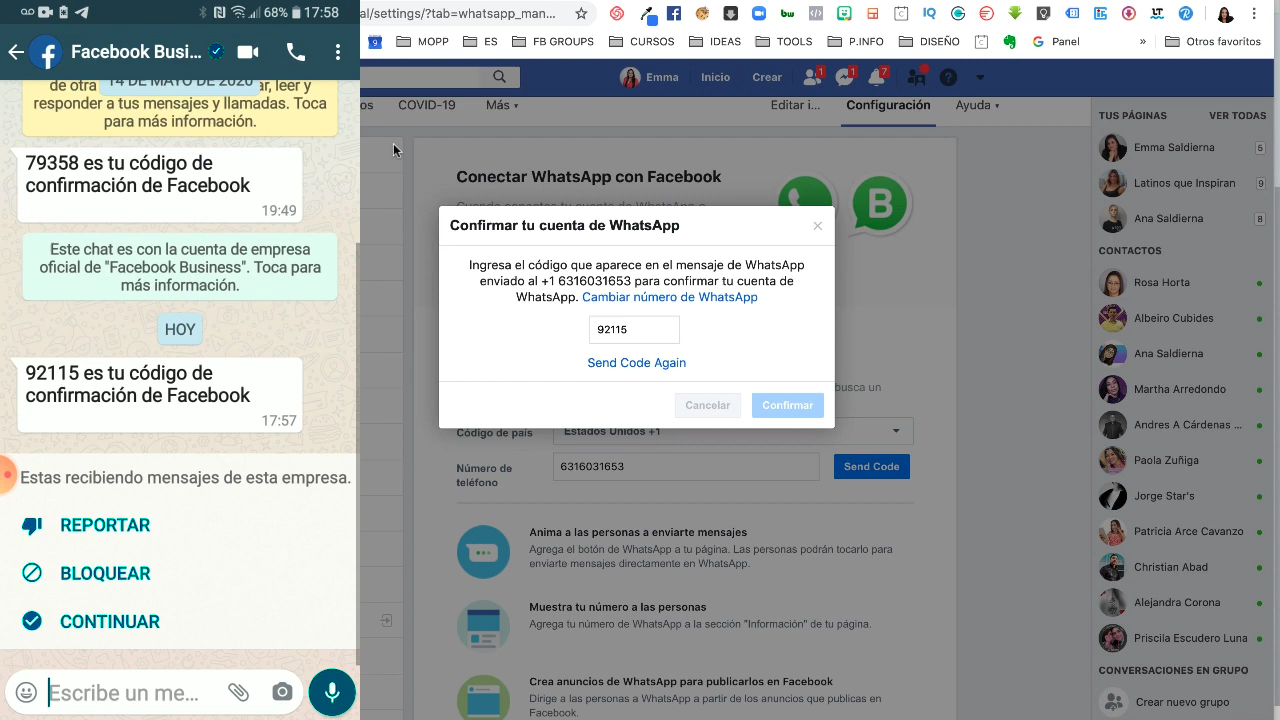 17:58
68%
Facebook Busi...
14 DE MAYO DE 2020
de otra
ar, leer y
responder a tus mensajes y llamadas. Toca
para más información.
79358 es tu código de
confirmación de Facebook
19:49
Este chat es con la cuenta de empresa
oficial de "Facebook Business". Toca para
más información.
HOY
92115 es tu código de
confirmación de Facebook
17:57
Estas recibiendo mensajes de esta empresa.
REPORTAR
BLOQUEAR
CONTINUAR
Escribe un me...
al/settings/?tab=whatsapp_man...
MOPP
ES
FB GROUPS
CURSOS
IDEAS
TOOLS
P.INFO
DISEÑO
Panel
»
Otros favoritos
Emma
Inicio
Crear
1
1
7
os
COVID-19
Más
Editar i...
Configuración
Ayuda
Conectar WhatsApp con Facebook
Confirmar tu cuenta de WhatsApp
Ingresa el código que aparece en el mensaje de WhatsApp
enviado al +1 6316031653 para confirmar tu cuenta de
WhatsApp. Cambiar número de WhatsApp
92115
Send Code Again
Cancelar
Confirmar
busca un
Código de país
Estados Unidos +1
Número de
teléfono
6316031653
Send Code
Anima a las personas a enviarte mensajes
Agrega el botón de WhatsApp a tu página. Las personas podrán tocarlo para
enviarte mensajes directamente en WhatsApp.
Muestra tu número a las personas
Agrega tu número de WhatsApp a la sección "Información" de tu página.
Crea anuncios de WhatsApp para publicarlos en Facebook
Dirige a las personas a WhatsApp a partir de los anuncios que publicas en
Facebook.
TUS PÁGINAS
VER TODAS
Emma Saldierna
5
Latinos que Inspiran
9
Ana Saldierna
8
CONTACTOS
Rosa Horta
Albeiro Cubides
Ana Saldierna
Martha Arredondo
Andres A Cárdenas ...
Paola Zuñiga
Jorge Star's
Patricia Arce Cavanzo
Christian Abad
Alejandra Corona
Priscila Escudero Luna
CONVERSACIONES EN GRUPO
Crear nuevo grupo